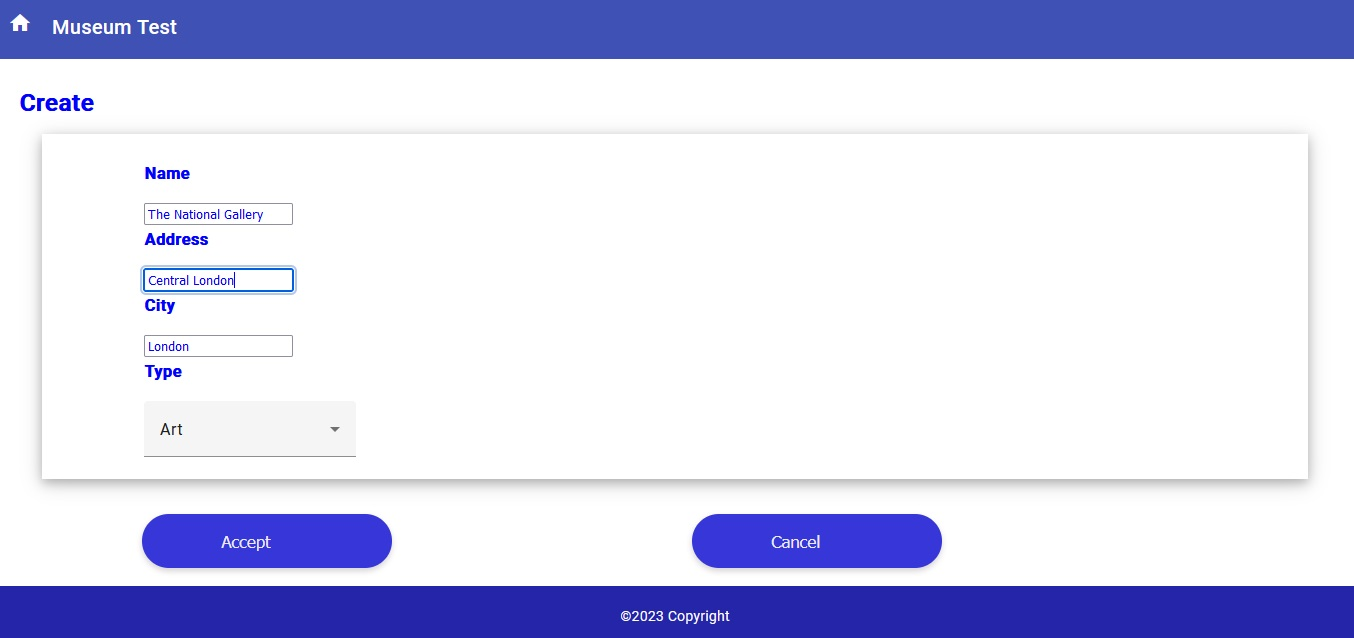 Museum Test
Create
Name
The National Gallery
Address
Central London
City
London
Type
Art
Accept
Cancel
©2023 Copyright